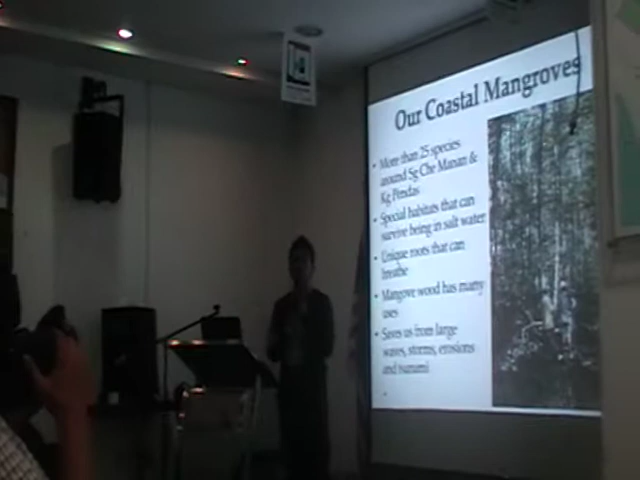 Our Coastal Mangroves
• More than 25 species
around Sg Che Manan &
Kg Pendas
• Special habitats that can
survive being in salt water
• Unique roots that can
breathe
• Mangove wood has many
uses
• Saves us from large
waves, storms, erosions
and tsunami